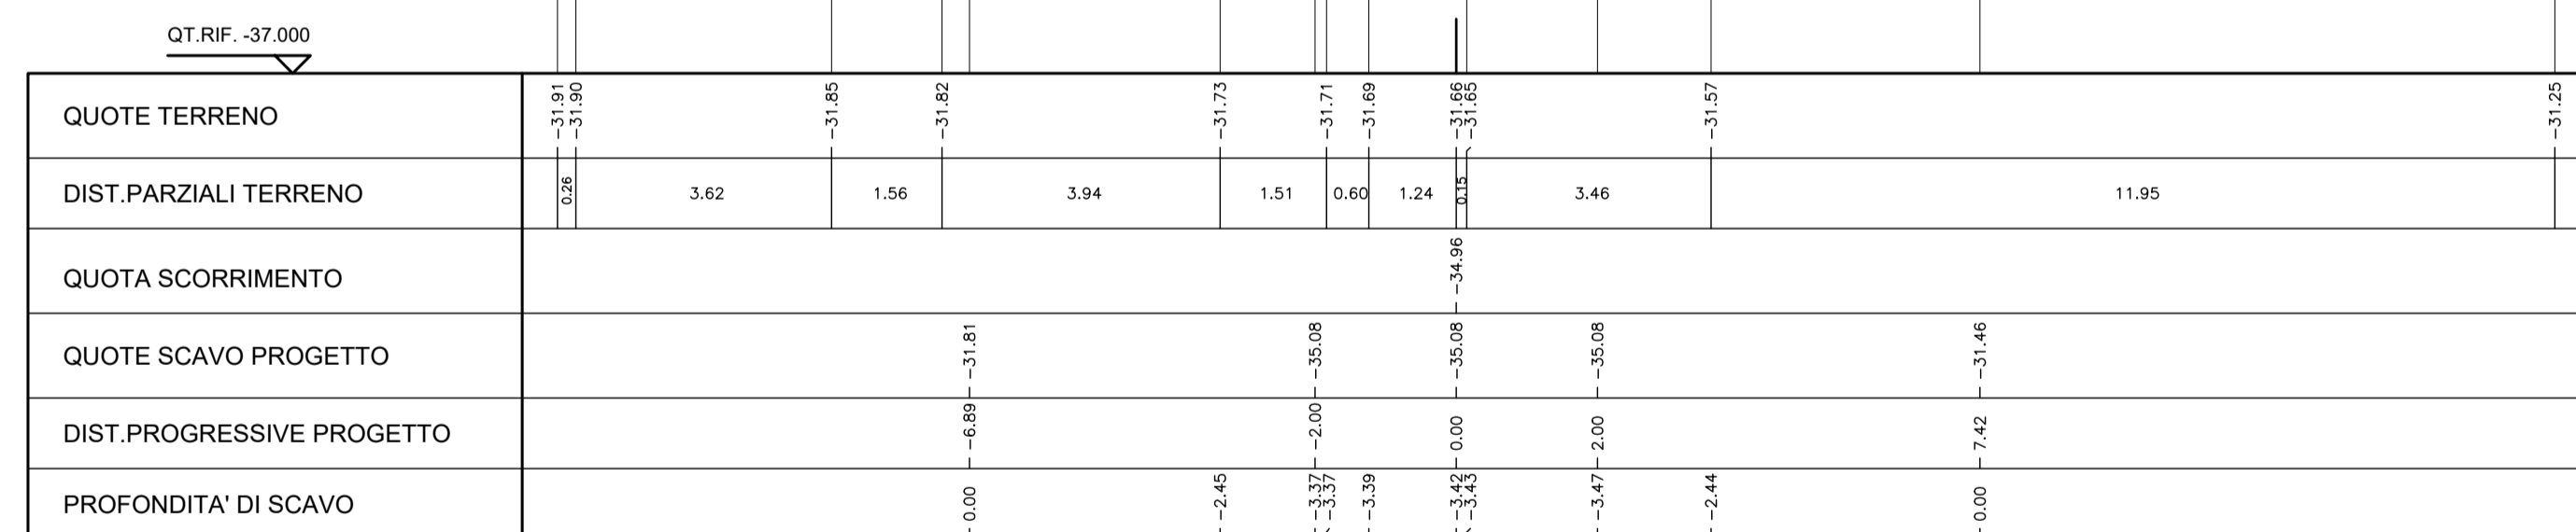 QT.RIF. -37.000
QUOTE TERRENO -31.91 -31.90 -31.85 -31.82 -31.73 -31.71 -31.69 -31.66 -31.65 -31.57 -31.25
DIST.PARZIALI TERRENO 0.26 3.62 1.56 3.94 1.51 0.60 1.24 0.15 3.46 11.95
QUOTA SCORRIMENTO -34.96
QUOTE SCAVO PROGETTO -31.81 -35.08 -35.08 -35.08 -31.46
DIST.PROGRESSIVE PROGETTO -6.89 -2.00 0.00 2.00 7.42
PROFONDITA' DI SCAVO 0.00 -2.45 -3.37 -3.37 -3.39 -3.42 -3.43 -3.47 -2.44 0.00